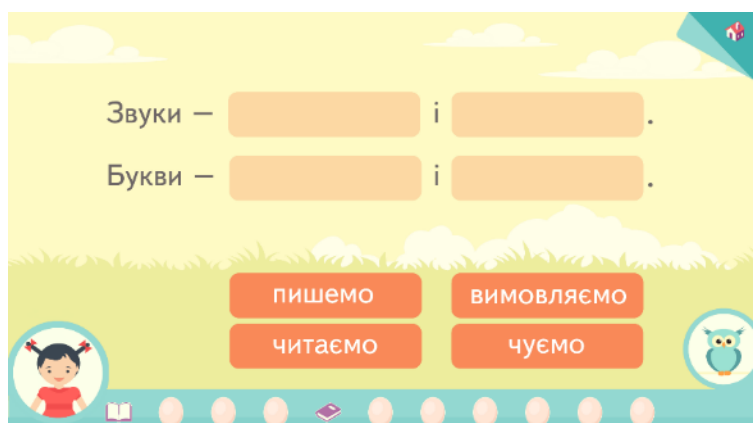 Звуки – і .
Букви – і .
пишемо вимовляємо
читаємо чуємо